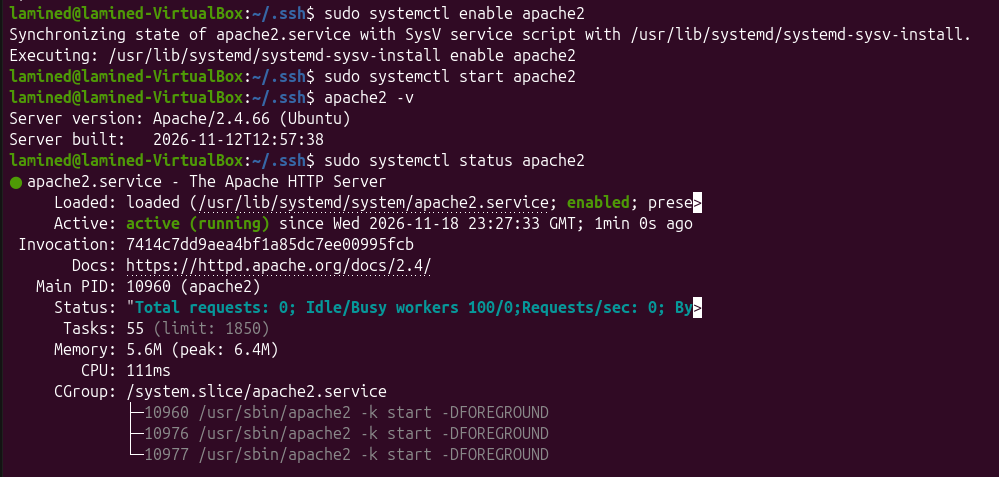 lamined@lamined-VirtualBox:~/.ssh$ sudo systemctl enable apache2
Synchronizing state of apache2.service with SysV service script with /usr/lib/systemd/systemd-sysv-install.
Executing: /usr/lib/systemd/systemd-sysv-install enable apache2
lamined@lamined-VirtualBox:~/.ssh$ sudo systemctl start apache2
lamined@lamined-VirtualBox:~/.ssh$ apache2 -v
Server version: Apache/2.4.66 (Ubuntu)
Server built:   2026-11-12T12:57:38
lamined@lamined-VirtualBox:~/.ssh$ sudo systemctl status apache2
● apache2.service - The Apache HTTP Server
     Loaded: loaded (/usr/lib/systemd/system/apache2.service; enabled; prese>
     Active: active (running) since Wed 2026-11-18 23:27:33 GMT; 1min 0s ago
 Invocation: 7414c7dd9aea4bf1a85dc7ee00995fcb
       Docs: https://httpd.apache.org/docs/2.4/
   Main PID: 10960 (apache2)
     Status: "Total requests: 0; Idle/Busy workers 100/0;Requests/sec: 0; By>
      Tasks: 55 (limit: 1850)
     Memory: 5.6M (peak: 6.4M)
        CPU: 111ms
     CGroup: /system.slice/apache2.service
             ├─10960 /usr/sbin/apache2 -k start -DFOREGROUND
             ├─10976 /usr/sbin/apache2 -k start -DFOREGROUND
             └─10977 /usr/sbin/apache2 -k start -DFOREGROUND